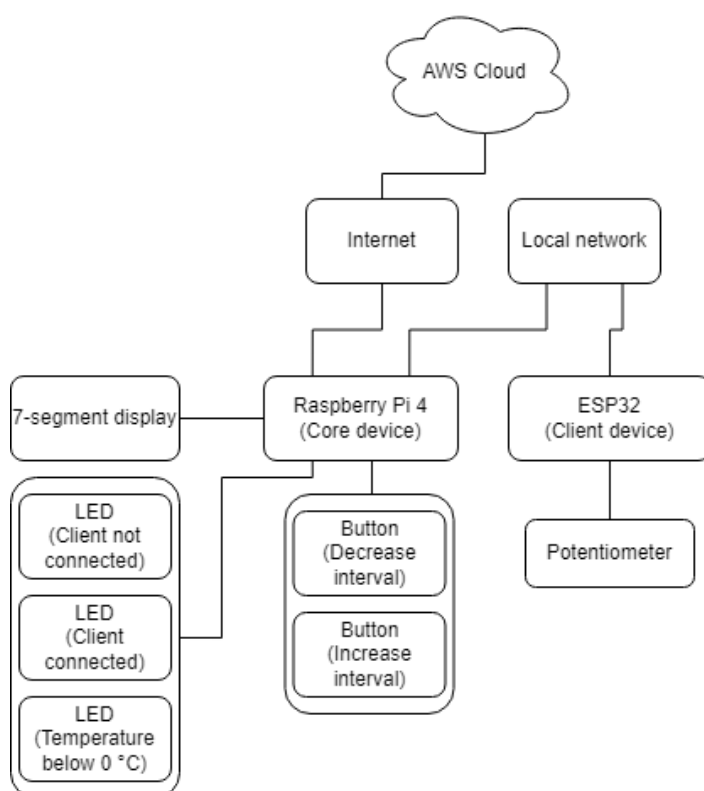 AWS Cloud
Internet
Local network
7-segment display
Raspberry Pi 4
(Core device)
ESP32
(Client device)
LED
(Client not
connected)
LED
(Client
connected)
LED
(Temperature
below 0 °C)
Button
(Decrease
interval)
Button
(Increase
interval)
Potentiometer